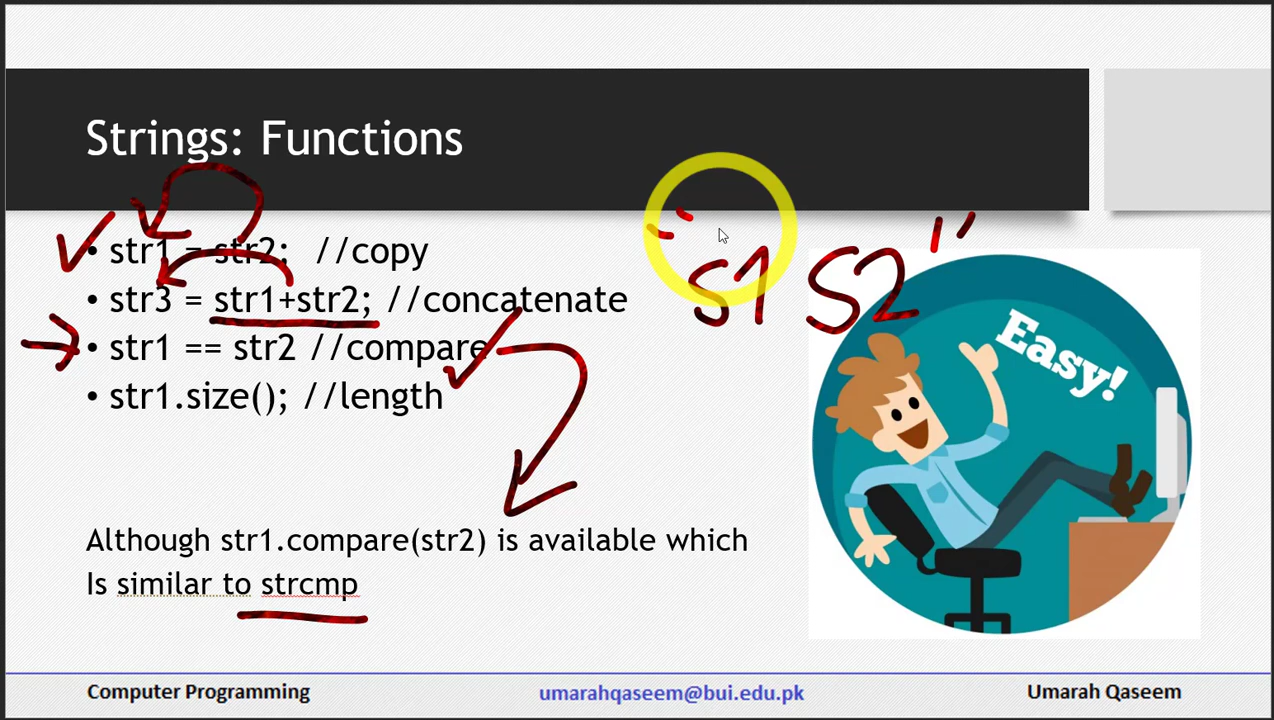 Strings: Functions
• str1 = str2; //copy
• str3 = str1+str2; //concatenate
• str1 == str2 //compare
• str1.size(); //length
"S1 S2"
Easy!
Although str1.compare(str2) is available which
Is similar to strcmp
Computer Programming
umarahqaseem@bui.edu.pk
Umarah Qaseem